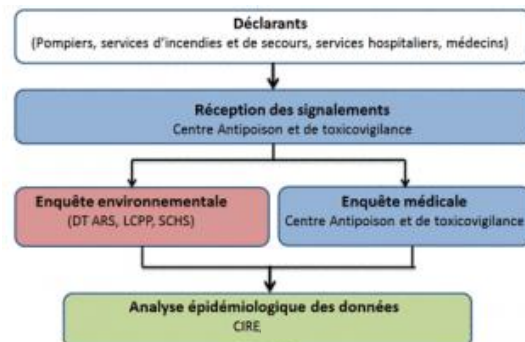 Déclarants
(Pompiers, services d'incendies et de secours, services hospitaliers, médecins)
Réception des signalements
Centre Antipoison et de toxicovigilance
Enquête environnementale
(DT ARS, LCPP, SCHS)
Enquête médicale
Centre Antipoison et de toxicovigilance
Analyse épidémiologique des données
CIRE